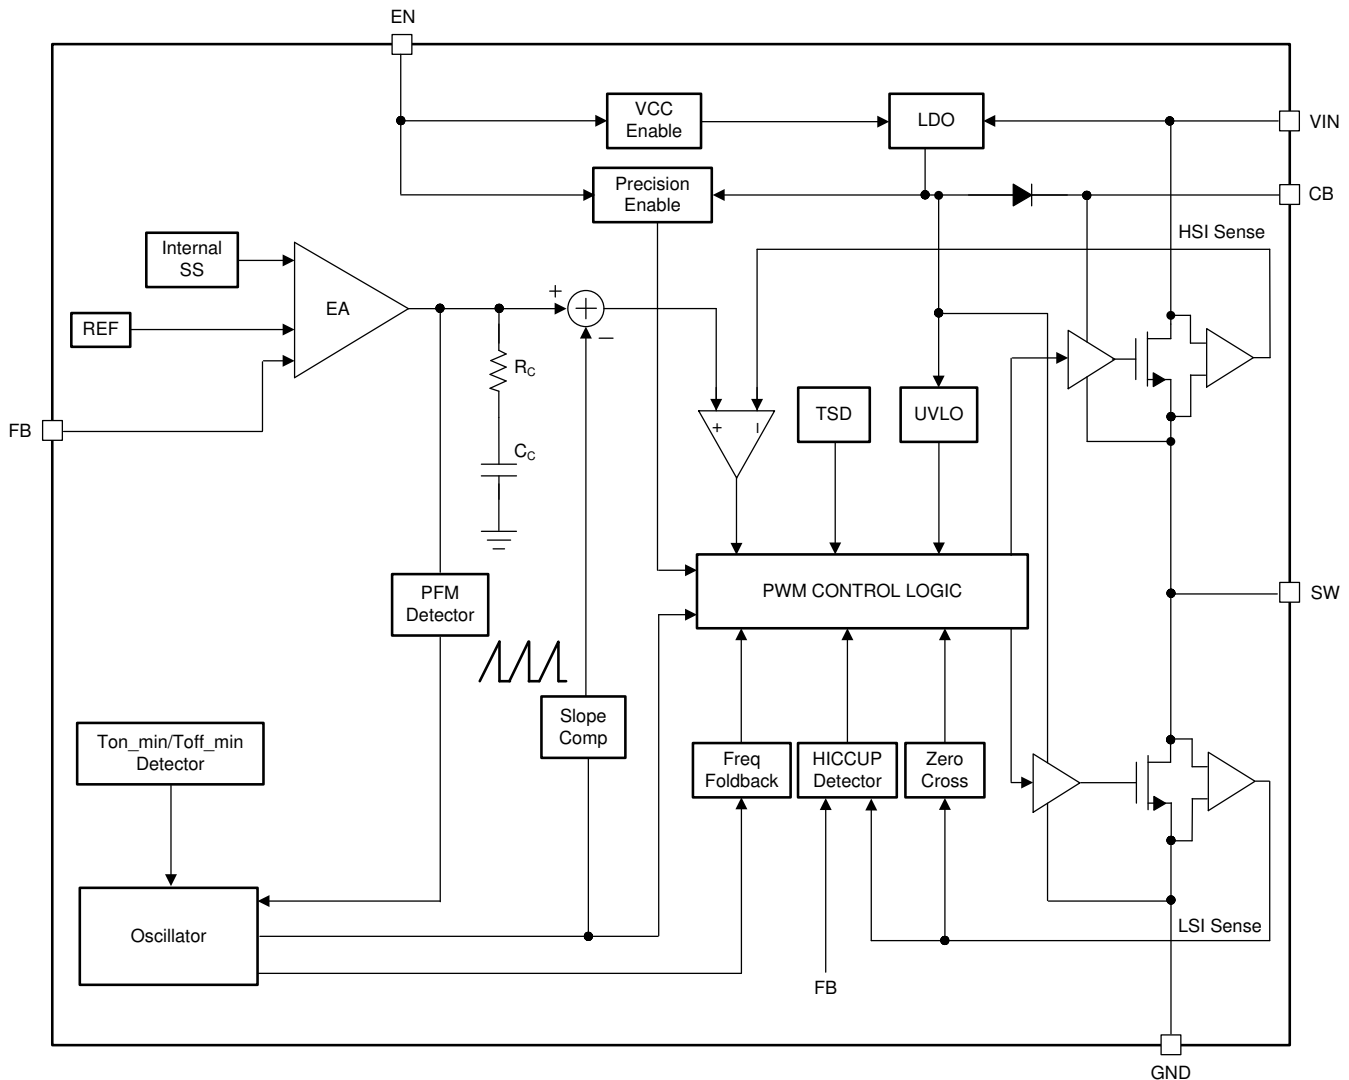 EN
VCC
Enable
LDO
VIN
Precision
Enable
CB
HSI Sense
Internal
SS
EA
+
+
−
REF
RC
TSD
UVLO
+
−
FB
CC
PFM
Detector
PWM CONTROL LOGIC
SW
Slope
Comp
Ton_min/Toff_min
Detector
Freq
Foldback
HICCUP
Detector
Zero
Cross
Oscillator
LSI Sense
FB
GND